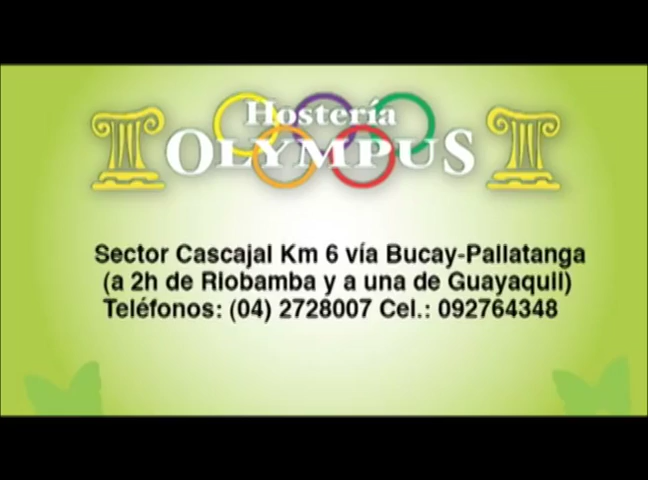 Hostería
OLYMPUS
Sector Cascajal Km 6 vía Bucay-Pallatanga
(a 2h de Riobamba y a una de Guayaquil)
Teléfonos: (04) 2728007 Cel.: 092764348